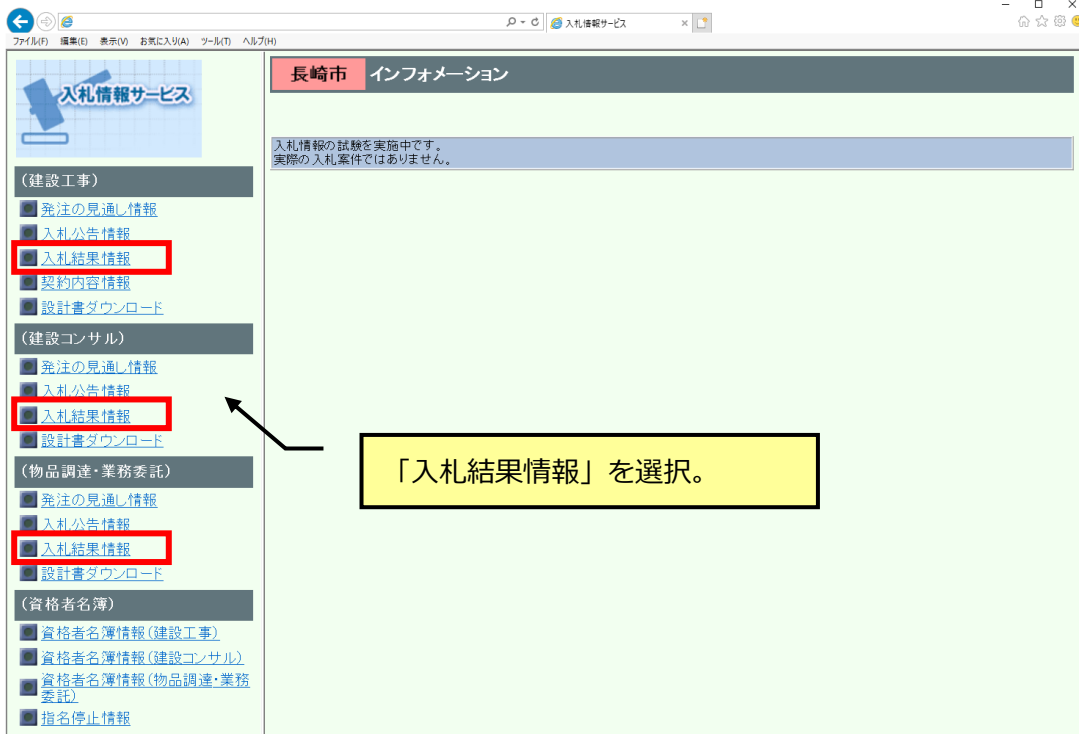 入札情報サービス
ファイル(F) 編集(E) 表示(V) お気に入り(A) ツール(T) ヘルプ(H)
入札情報サービス
長崎市 インフォメーション
入札情報の試験を実施中です。
実際の入札案件ではありません。
(建設工事)
発注の見通し情報
入札公告情報
入札結果情報
契約内容情報
設計書ダウンロード
(建設コンサル)
発注の見通し情報
入札公告情報
入札結果情報
設計書ダウンロード
「入札結果情報」を選択。
(物品調達・業務委託)
発注の見通し情報
入札公告情報
入札結果情報
設計書ダウンロード
(資格者名簿)
資格者名簿情報(建設工事)
資格者名簿情報(建設コンサル)
資格者名簿情報(物品調達・業務
委託)
指名停止情報